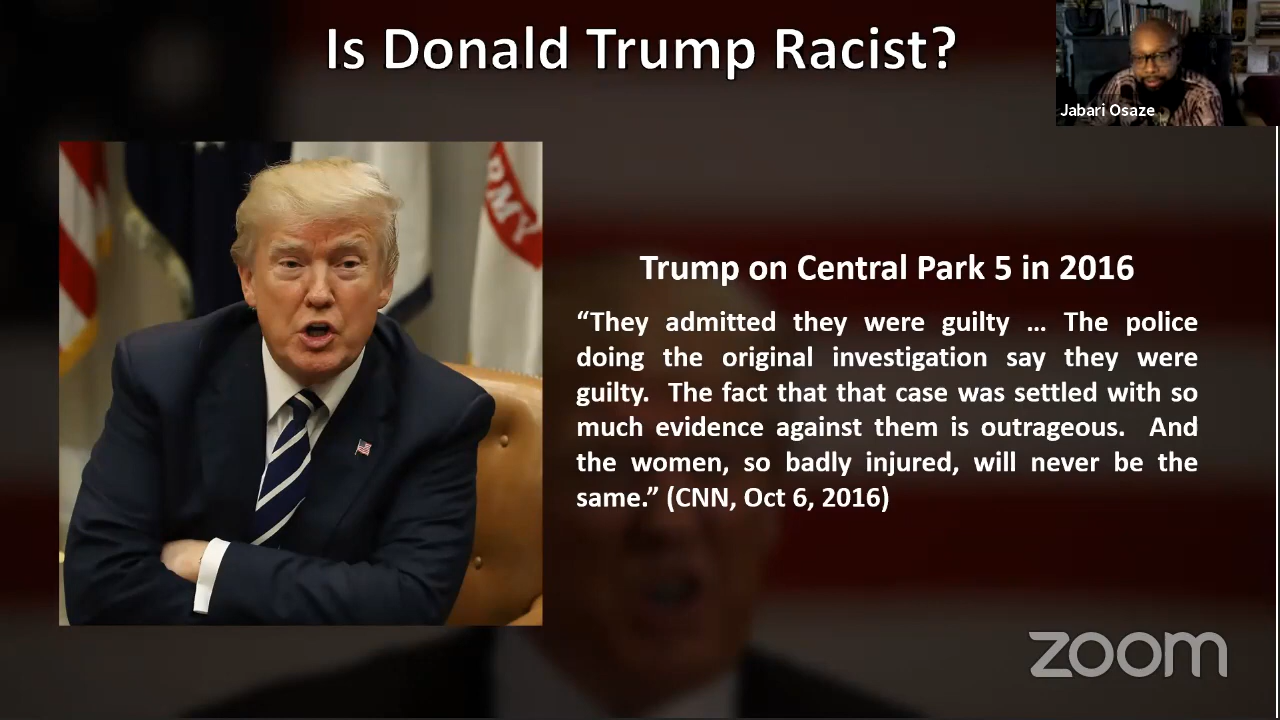 Is Donald Trump Racist?
Jabari Osaze
RMY
Trump on Central Park 5 in 2016
“They admitted they were guilty … The police
doing the original investigation say they were
guilty.  The fact that that case was settled with so
much evidence against them is outrageous.  And
the women, so badly injured, will never be the
same.” (CNN, Oct 6, 2016)
zoom